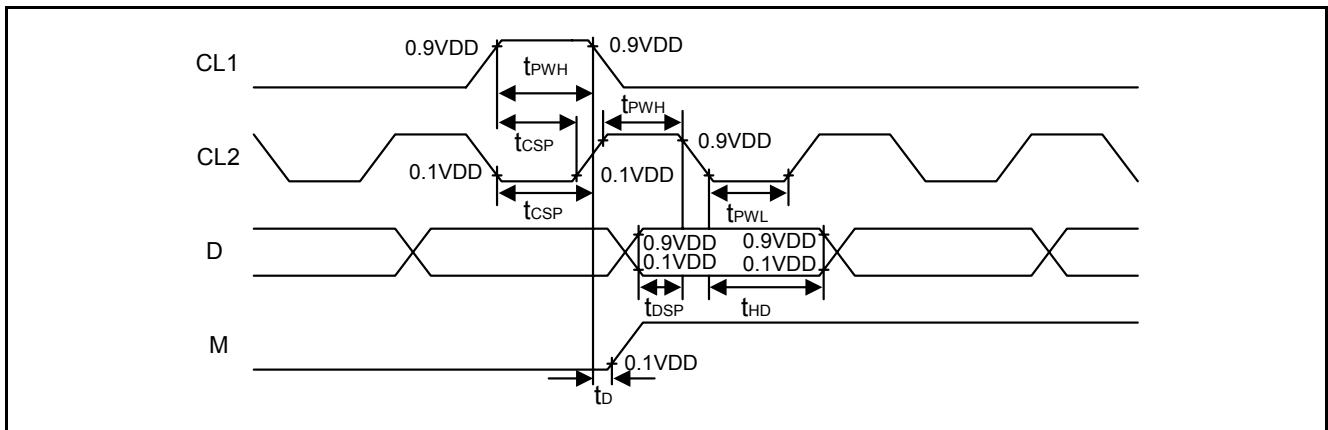 0.9VDD 0.9VDD
CL1
tPWH
tPWH
tCSP
0.9VDD
CL2
0.1VDD 0.1VDD
tCSP
tPWL
D
0.9VDD 0.9VDD
0.1VDD 0.1VDD
tDSP tHD
M
0.1VDD
tD